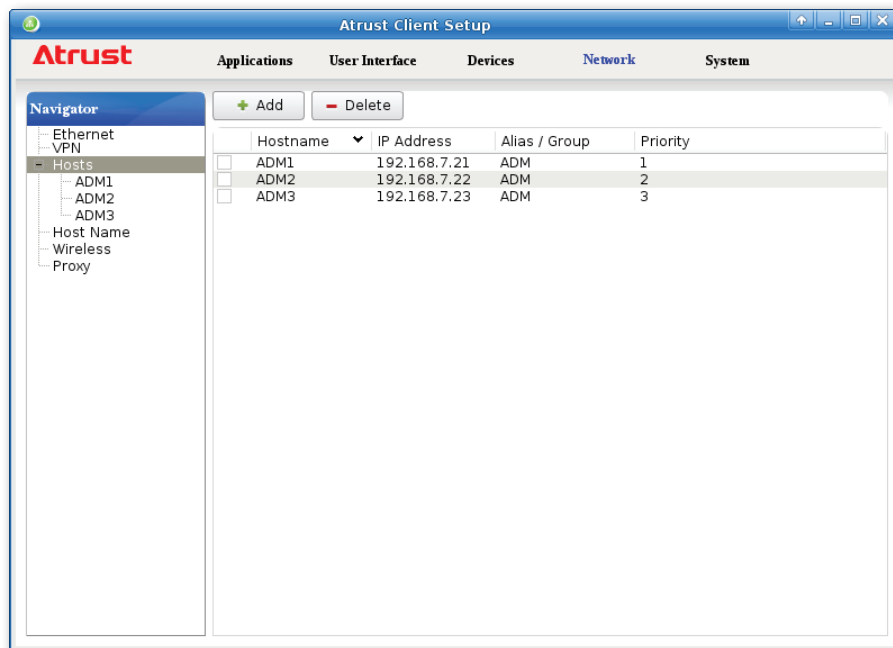 Atrust Client Setup
Atrust
Applications User Interface Devices Network System
Navigator
Ethernet
VPN
Hosts
ADM1
ADM2
ADM3
Host Name
Wireless
Proxy
Add Delete
Hostname IP Address Alias / Group Priority
ADM1 192.168.7.21 ADM 1
ADM2 192.168.7.22 ADM 2
ADM3 192.168.7.23 ADM 3